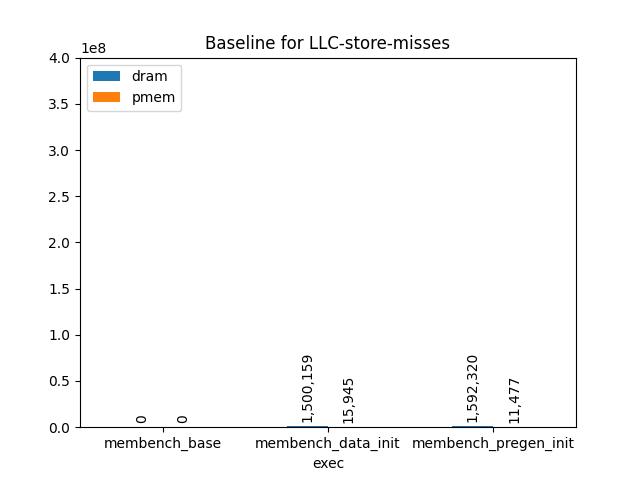 Baseline for LLC-store-misses
1e8
4.0
3.5
3.0
2.5
2.0
1.5
1.0
0.5
0.0
dram
pmem
0
0
1,500,159
15,945
1,592,320
11,477
membench_base
membench_data_init
membench_pregen_init
exec